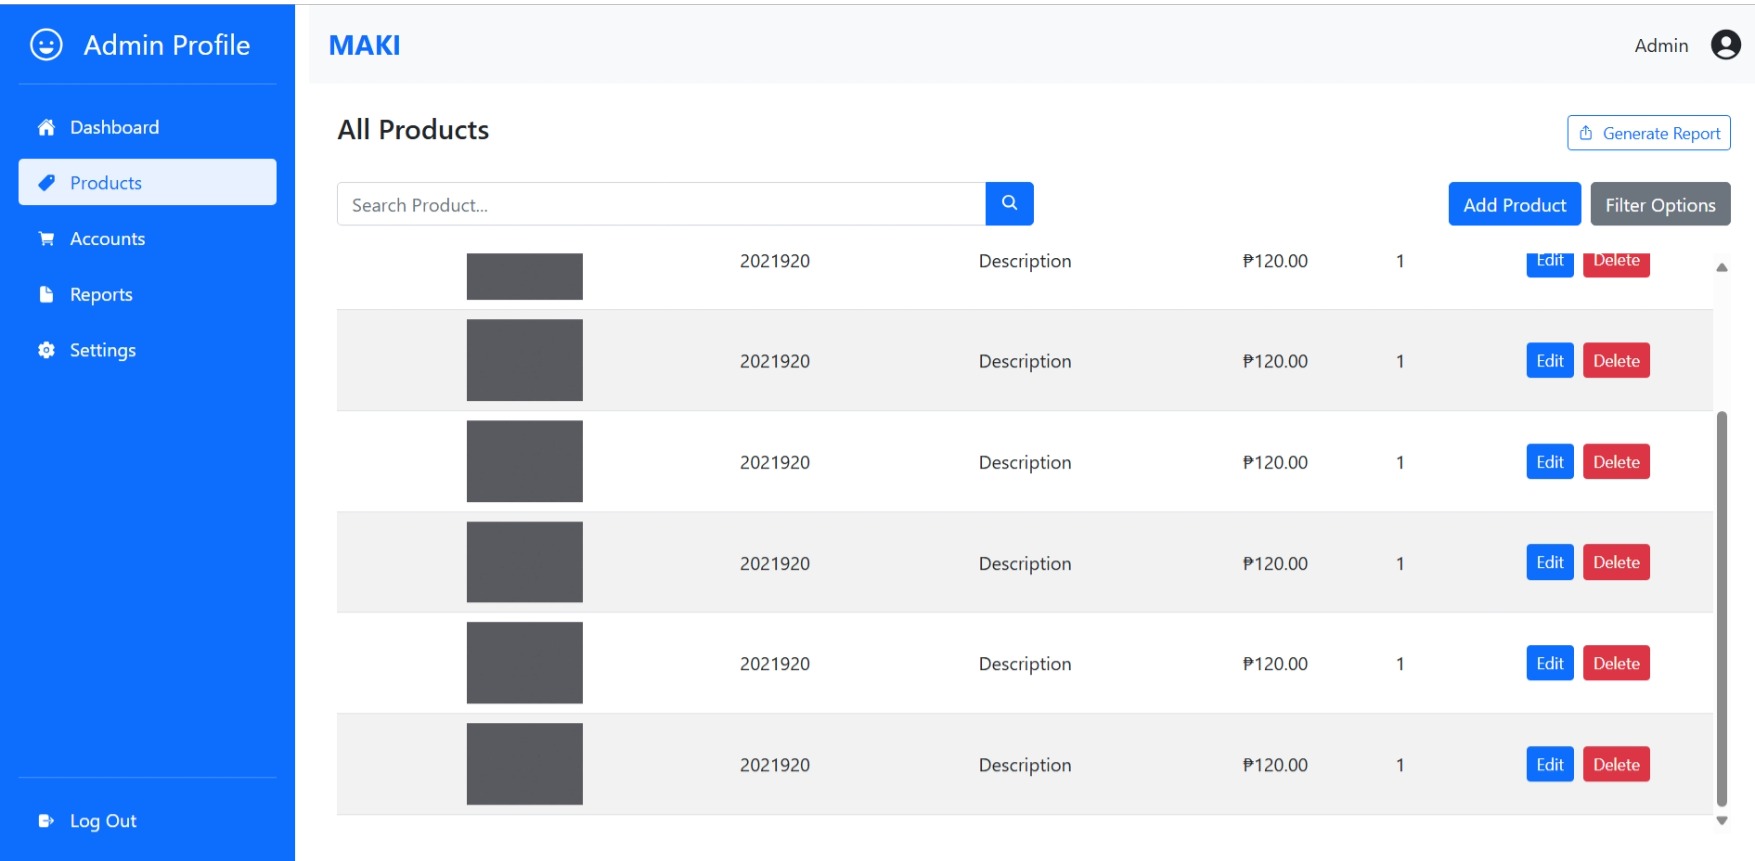 Admin Profile
Dashboard
Products
Accounts
Reports
Settings
Log Out
MAKI
Admin
All Products
Generate Report
Search Product...
Add Product
Filter Options
2021920 Description ₱120.00 1 Edit Delete
2021920 Description ₱120.00 1 Edit Delete
2021920 Description ₱120.00 1 Edit Delete
2021920 Description ₱120.00 1 Edit Delete
2021920 Description ₱120.00 1 Edit Delete
2021920 Description ₱120.00 1 Edit Delete